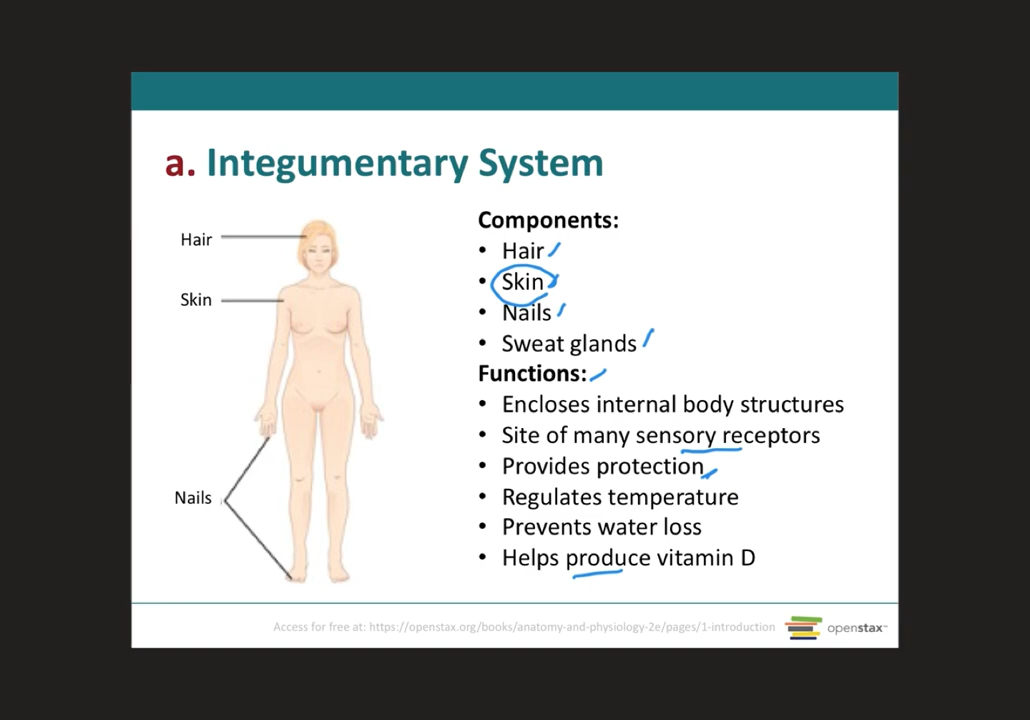 a. Integumentary System
Hair
Skin
Nails
Components:
• Hair
• Skin
• Nails
• Sweat glands
Functions:
• Encloses internal body structures
• Site of many sensory receptors
• Provides protection
• Regulates temperature
• Prevents water loss
• Helps produce vitamin D
Access for free at: https://openstax.org/books/anatomy-and-physiology-2e/pages/1-introduction
openstax™